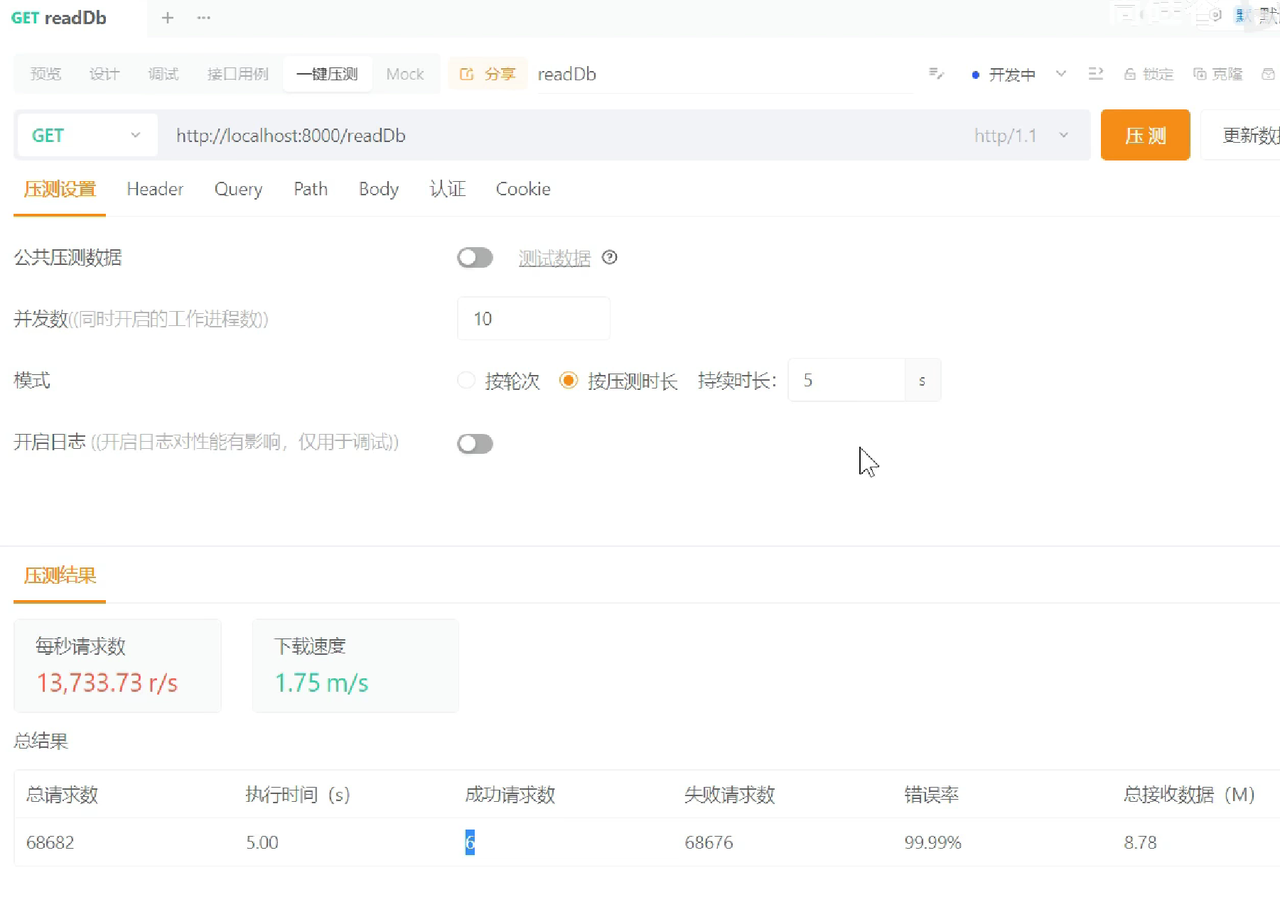 GET readDb + ...
预览 设计 调试 接口用例 一键压测 Mock 分享 readDb 开发中 锁定 克隆
GET http://localhost:8000/readDb http/1.1 压 测 更新数据
压测设置 Header Query Path Body 认证 Cookie
公共压测数据 测试数据
并发数((同时开启的工作进程数)) 10
模式 按轮次 按压测时长 持续时长: 5 s
开启日志 ((开启日志对性能有影响，仅用于调试))
压测结果
每秒请求数 下载速度
13,733.73 r/s 1.75 m/s
总结果
总请求数 执行时间（s） 成功请求数 失败请求数 错误率 总接收数据（M）
68682 5.00 6 68676 99.99% 8.78